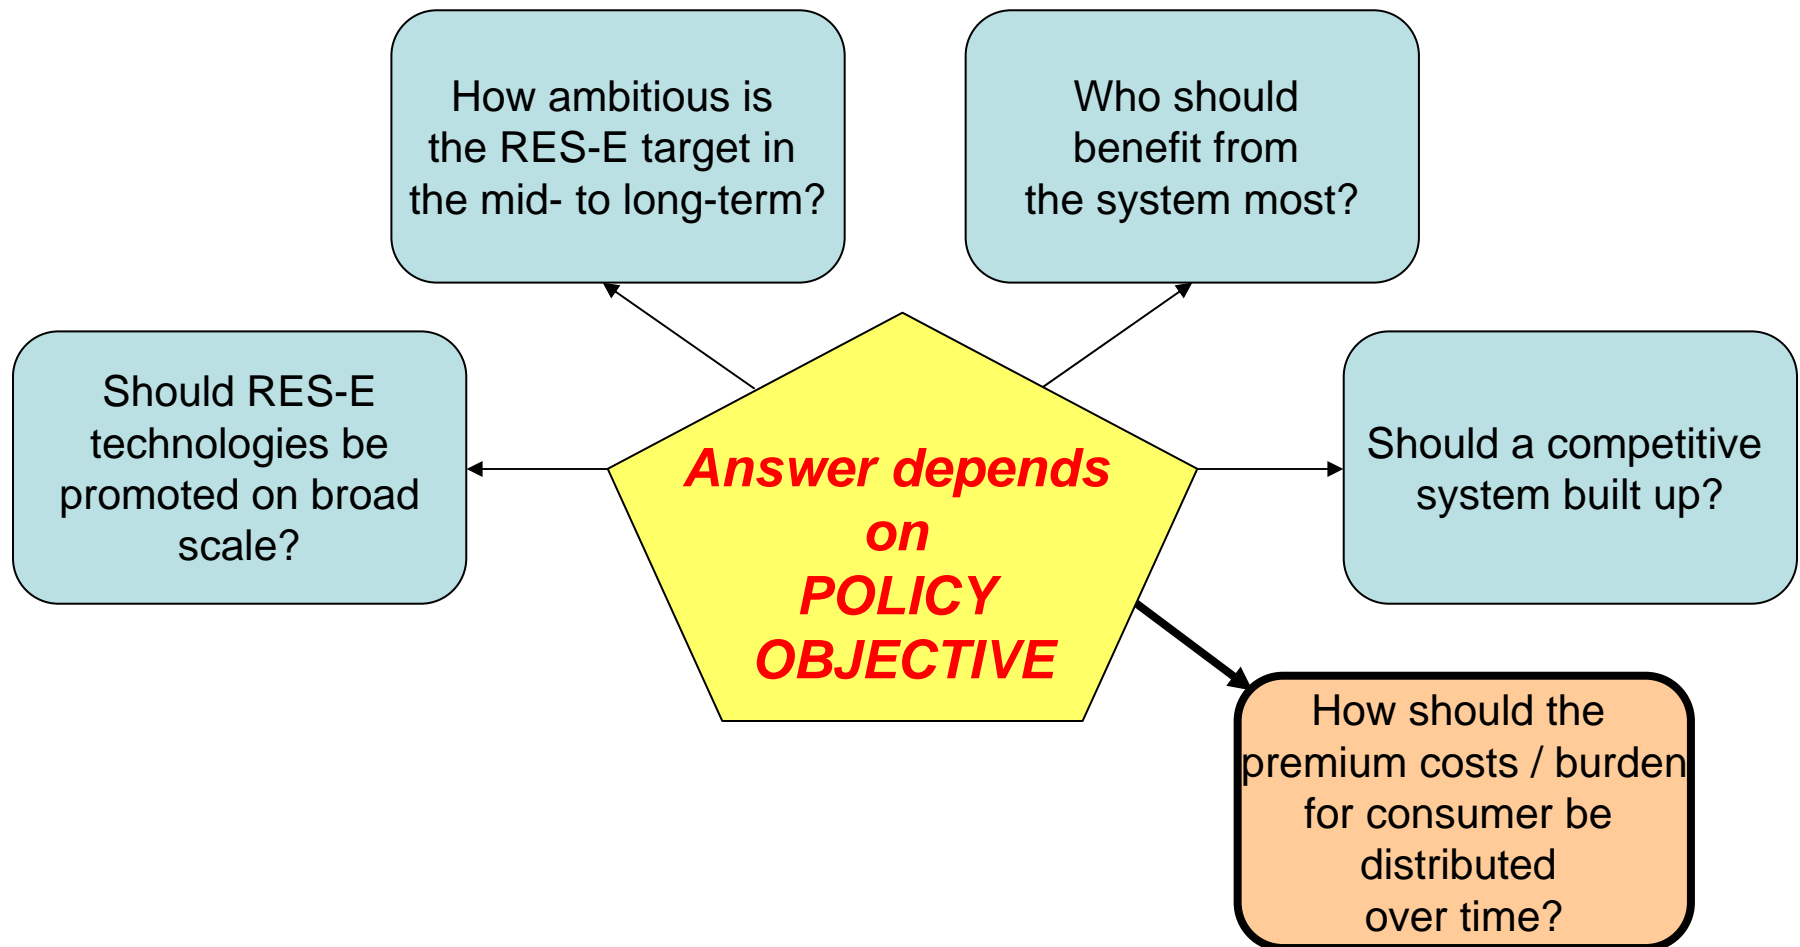 How ambitious is
the RES-E target in
the mid- to long-term?
Who should
benefit from
the system most?
Should RES-E
technologies be
promoted on broad
scale?
Answer depends
on
POLICY
OBJECTIVE
Should a competitive
system built up?
How should the
premium costs / burden
for consumer be
distributed
over time?